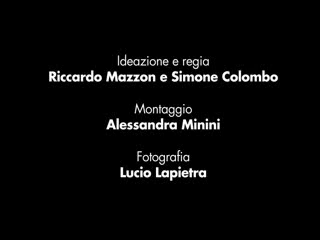 Ideazione e regia
Riccardo Mazzon e Simone Colombo
Montaggio
Alessandra Minini
Fotografia
Lucio Lapietra